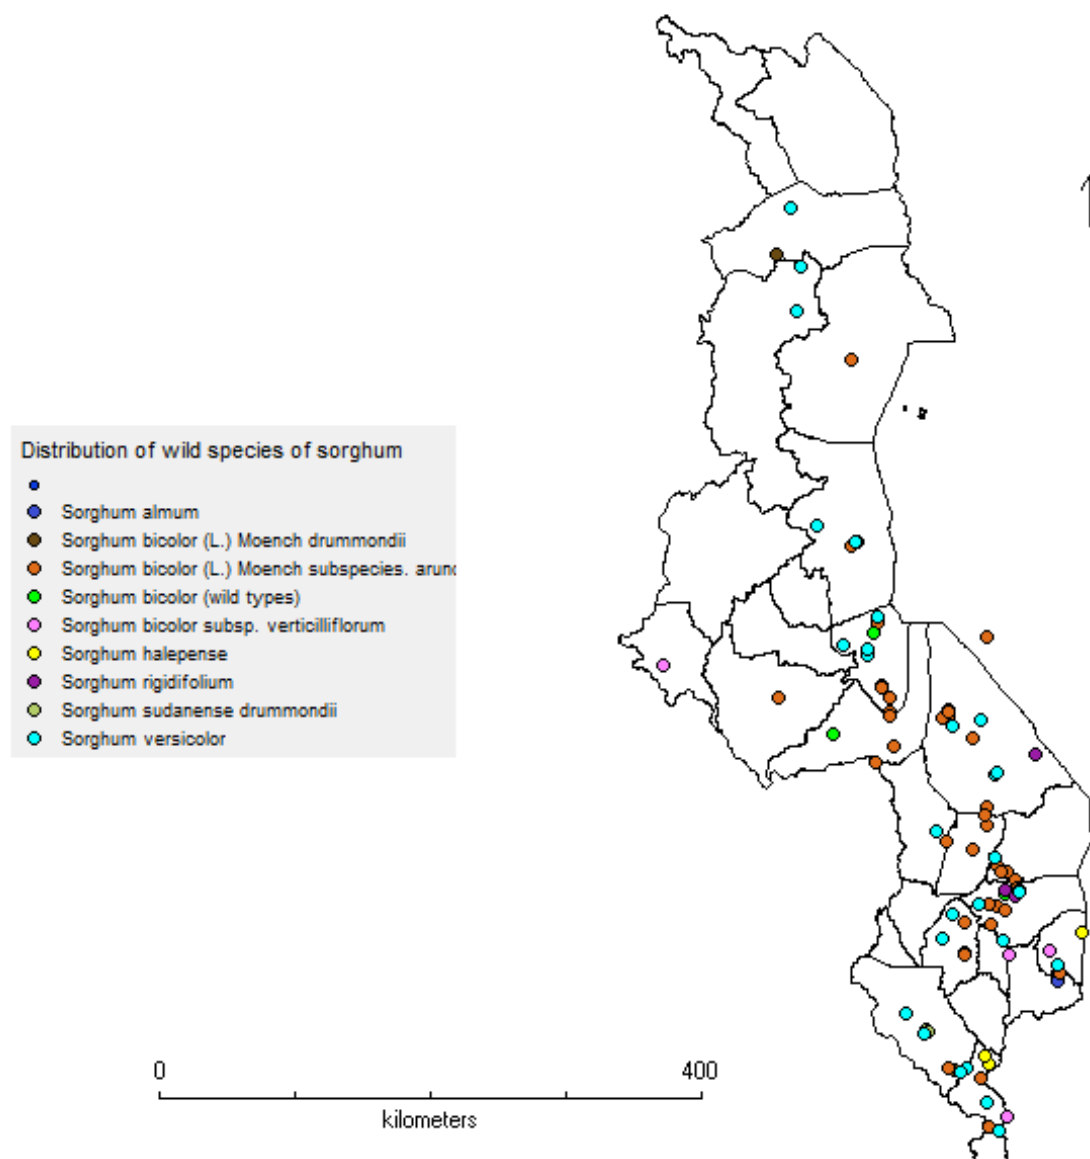 Distribution of wild species of sorghum
Sorghum almum
Sorghum bicolor (L.) Moench drummondii
Sorghum bicolor (L.) Moench subspecies. arund
Sorghum bicolor (wild types)
Sorghum bicolor subsp. verticilliflorum
Sorghum halepense
Sorghum rigidifolium
Sorghum sudanense drummondii
Sorghum versicolor
0 400
kilometers